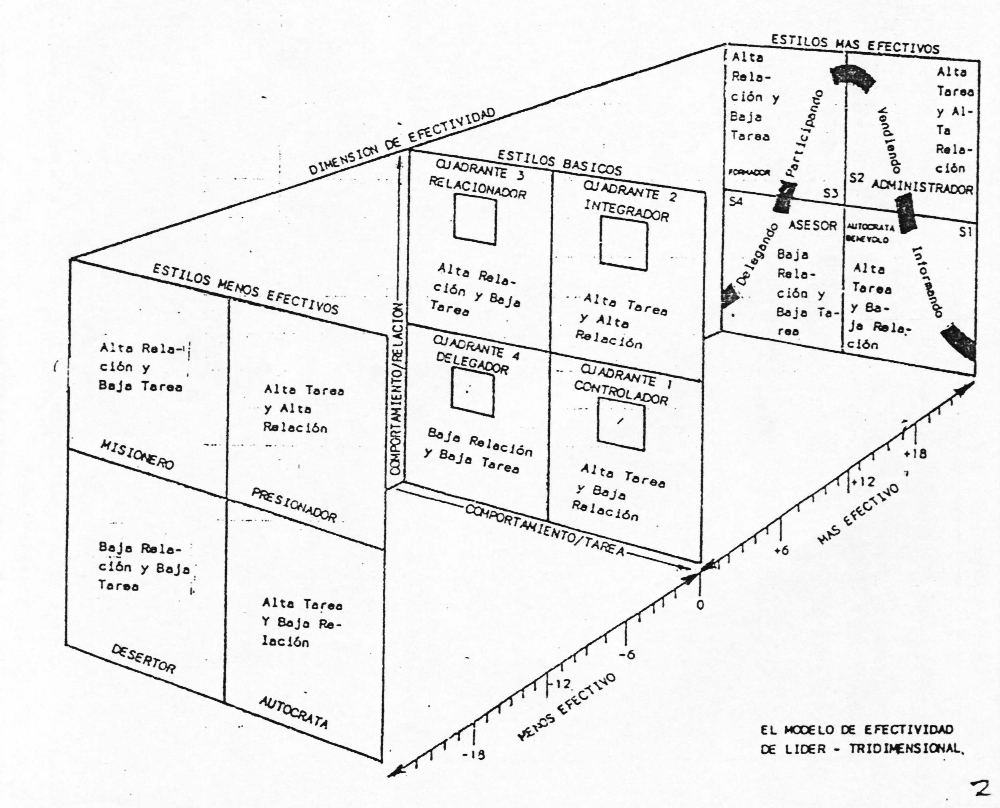 ESTILOS MAS EFECTIVOS
Alta
Rela-
ción y
Baja
Tarea
FORMADOR
Participando
S3
Alta
Tarea
y Al-
Ta
Rela-
ción
Vendiendo
S2
ADMINISTRADOR
S4
Delegando
ASESOR
Baja
Rela-
ción y
Baja Ta-
rea
AUTOCRATA
BENEVOLO
S1
Informando
Alta
Tarea
y Ba-
ja Rela-
ción
DIMENSION DE EFECTIVIDAD
ESTILOS BASICOS
CUADRANTE 3
RELACIONADOR
Alta Rela-
ción y Baja
Tarea
CUADRANTE 2
INTEGRADOR
Alta Tarea
y Alta
Relación
CUADRANTE 4
DELEGADOR
Baja Relación
y Baja Tarea
CUADRANTE 1
CONTROLADOR
Alta Tarea
y Baja
Relación
COMPORTAMIENTO/RELACION
COMPORTAMIENTO/TAREA
ESTILOS MENOS EFECTIVOS
Alta Rela-
ción y
Baja Tarea
MISIONERO
Alta Tarea
y Alta
Relación
PRESIONADOR
Baja Rela-
ción y Baja
Tarea
DESERTOR
Alta Tarea
Y Baja Re-
lación
AUTOCRATA
+18
+12
+6
MAS EFECTIVO
0
-6
-12
-18
MENOS EFECTIVO
EL MODELO DE EFECTIVIDAD
DE LIDER - TRIDIMENSIONAL.
2